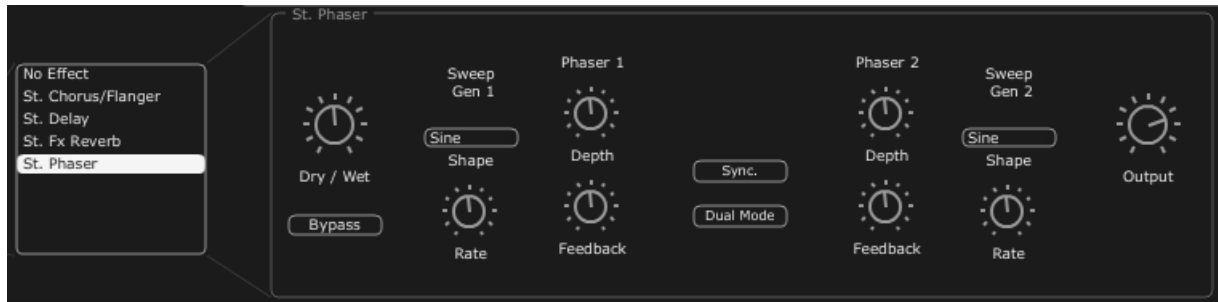 St. Phaser
No Effect
St. Chorus/Flanger
St. Delay
St. Fx Reverb
St. Phaser
Dry / Wet
Bypass
Sweep
Gen 1
Sine
Shape
Rate
Phaser 1
Depth
Feedback
Sync.
Dual Mode
Phaser 2
Depth
Feedback
Sweep
Gen 2
Sine
Shape
Rate
Output